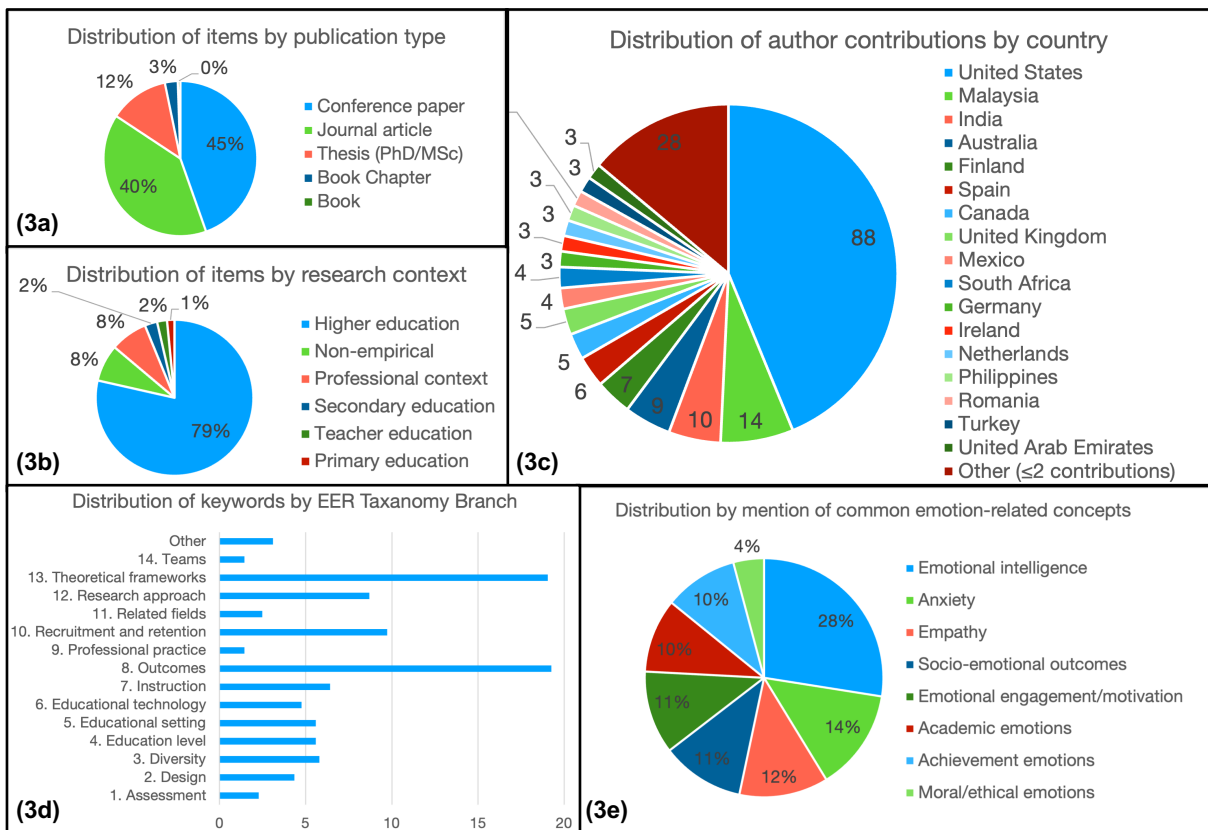 Distribution of items by publication type
12%
3%
0%
45%
40%
Conference paper
Journal article
Thesis (PhD/MSc)
Book Chapter
Book
(3a)
Distribution of items by research context
2%
2%
1%
8%
8%
79%
Higher education
Non-empirical
Professional context
Secondary education
Teacher education
Primary education
(3b)
Distribution of author contributions by country
3
3
3
3
3
3
4
4
5
5
6
7
9
10
14
88
28
United States
Malaysia
India
Australia
Finland
Spain
Canada
United Kingdom
Mexico
South Africa
Germany
Ireland
Netherlands
Philippines
Romania
Turkey
United Arab Emirates
Other (≤2 contributions)
(3c)
Distribution of keywords by EER Taxanomy Branch
Other
14. Teams
13. Theoretical frameworks
12. Research approach
11. Related fields
10. Recruitment and retention
9. Professional practice
8. Outcomes
7. Instruction
6. Educational technology
5. Educational setting
4. Education level
3. Diversity
2. Design
1. Assessment
0 5 10 15 20
(3d)
Distribution by mention of common emotion-related concepts
4%
10%
28%
10%
11%
14%
11%
12%
Emotional intelligence
Anxiety
Empathy
Socio-emotional outcomes
Emotional engagement/motivation
Academic emotions
Achievement emotions
Moral/ethical emotions
(3e)